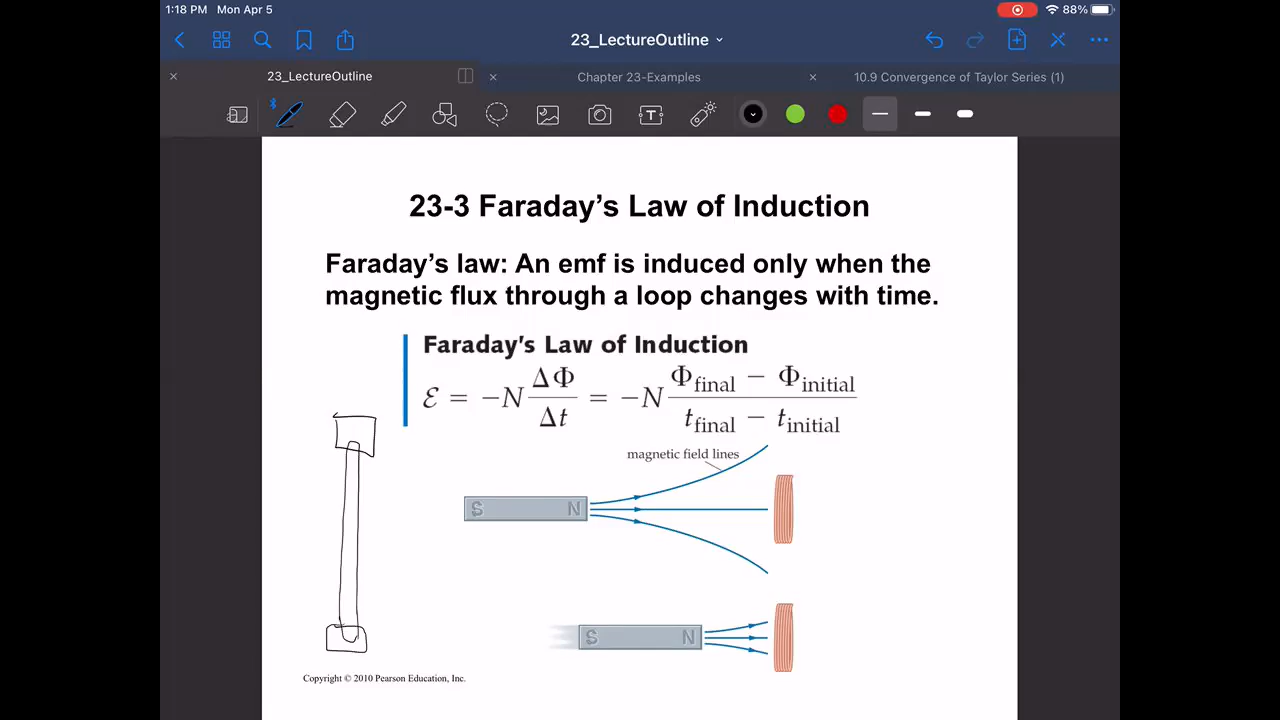 1:18 PM Mon Apr 5
88%
23_LectureOutline
23_LectureOutline
Chapter 23-Examples
10.9 Convergence of Taylor Series (1)
T
23-3 Faraday's Law of Induction
Faraday's law: An emf is induced only when the
magnetic flux through a loop changes with time.
Faraday's Law of Induction
ℰ = −N ΔΦ/Δt = −N (Φfinal − Φinitial)/(tfinal − tinitial)
magnetic field lines
S N
S N
Copyright © 2010 Pearson Education, Inc.